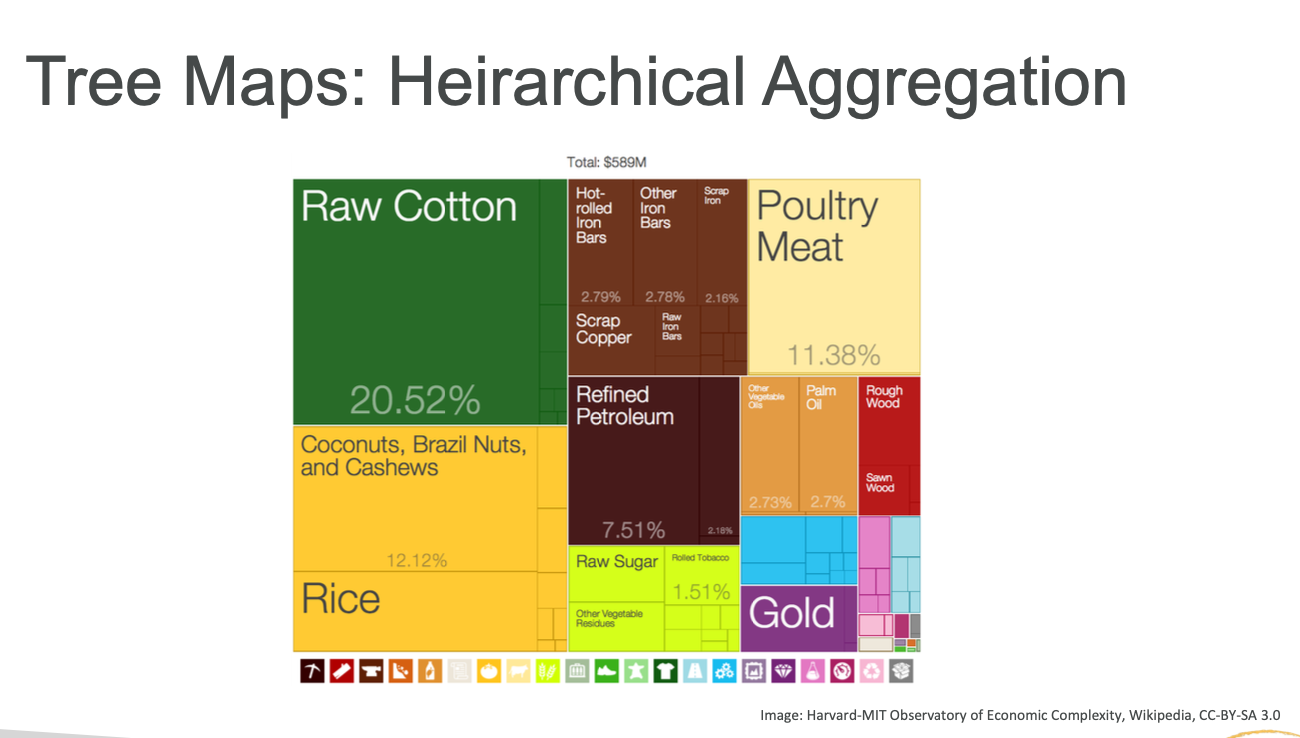 Tree Maps: Heirarchical Aggregation
Total: $589M
Raw Cotton
20.52%
Hot-
rolled
Iron
Bars
2.79%
Other
Iron
Bars
2.78%
Scrap
Iron
2.16%
Scrap
Copper
Raw
Iron
Bars
Poultry
Meat
11.38%
Coconuts, Brazil Nuts,
and Cashews
12.12%
Rice
Refined
Petroleum
7.51%
2.18%
Other
Vegetable
Oils
2.73%
Palm
Oil
2.7%
Rough
Wood
Sawn
Wood
Raw Sugar
Rolled Tobacco
1.51%
Other Vegetable
Residues
Gold
Image: Harvard-MIT Observatory of Economic Complexity, Wikipedia, CC-BY-SA 3.0